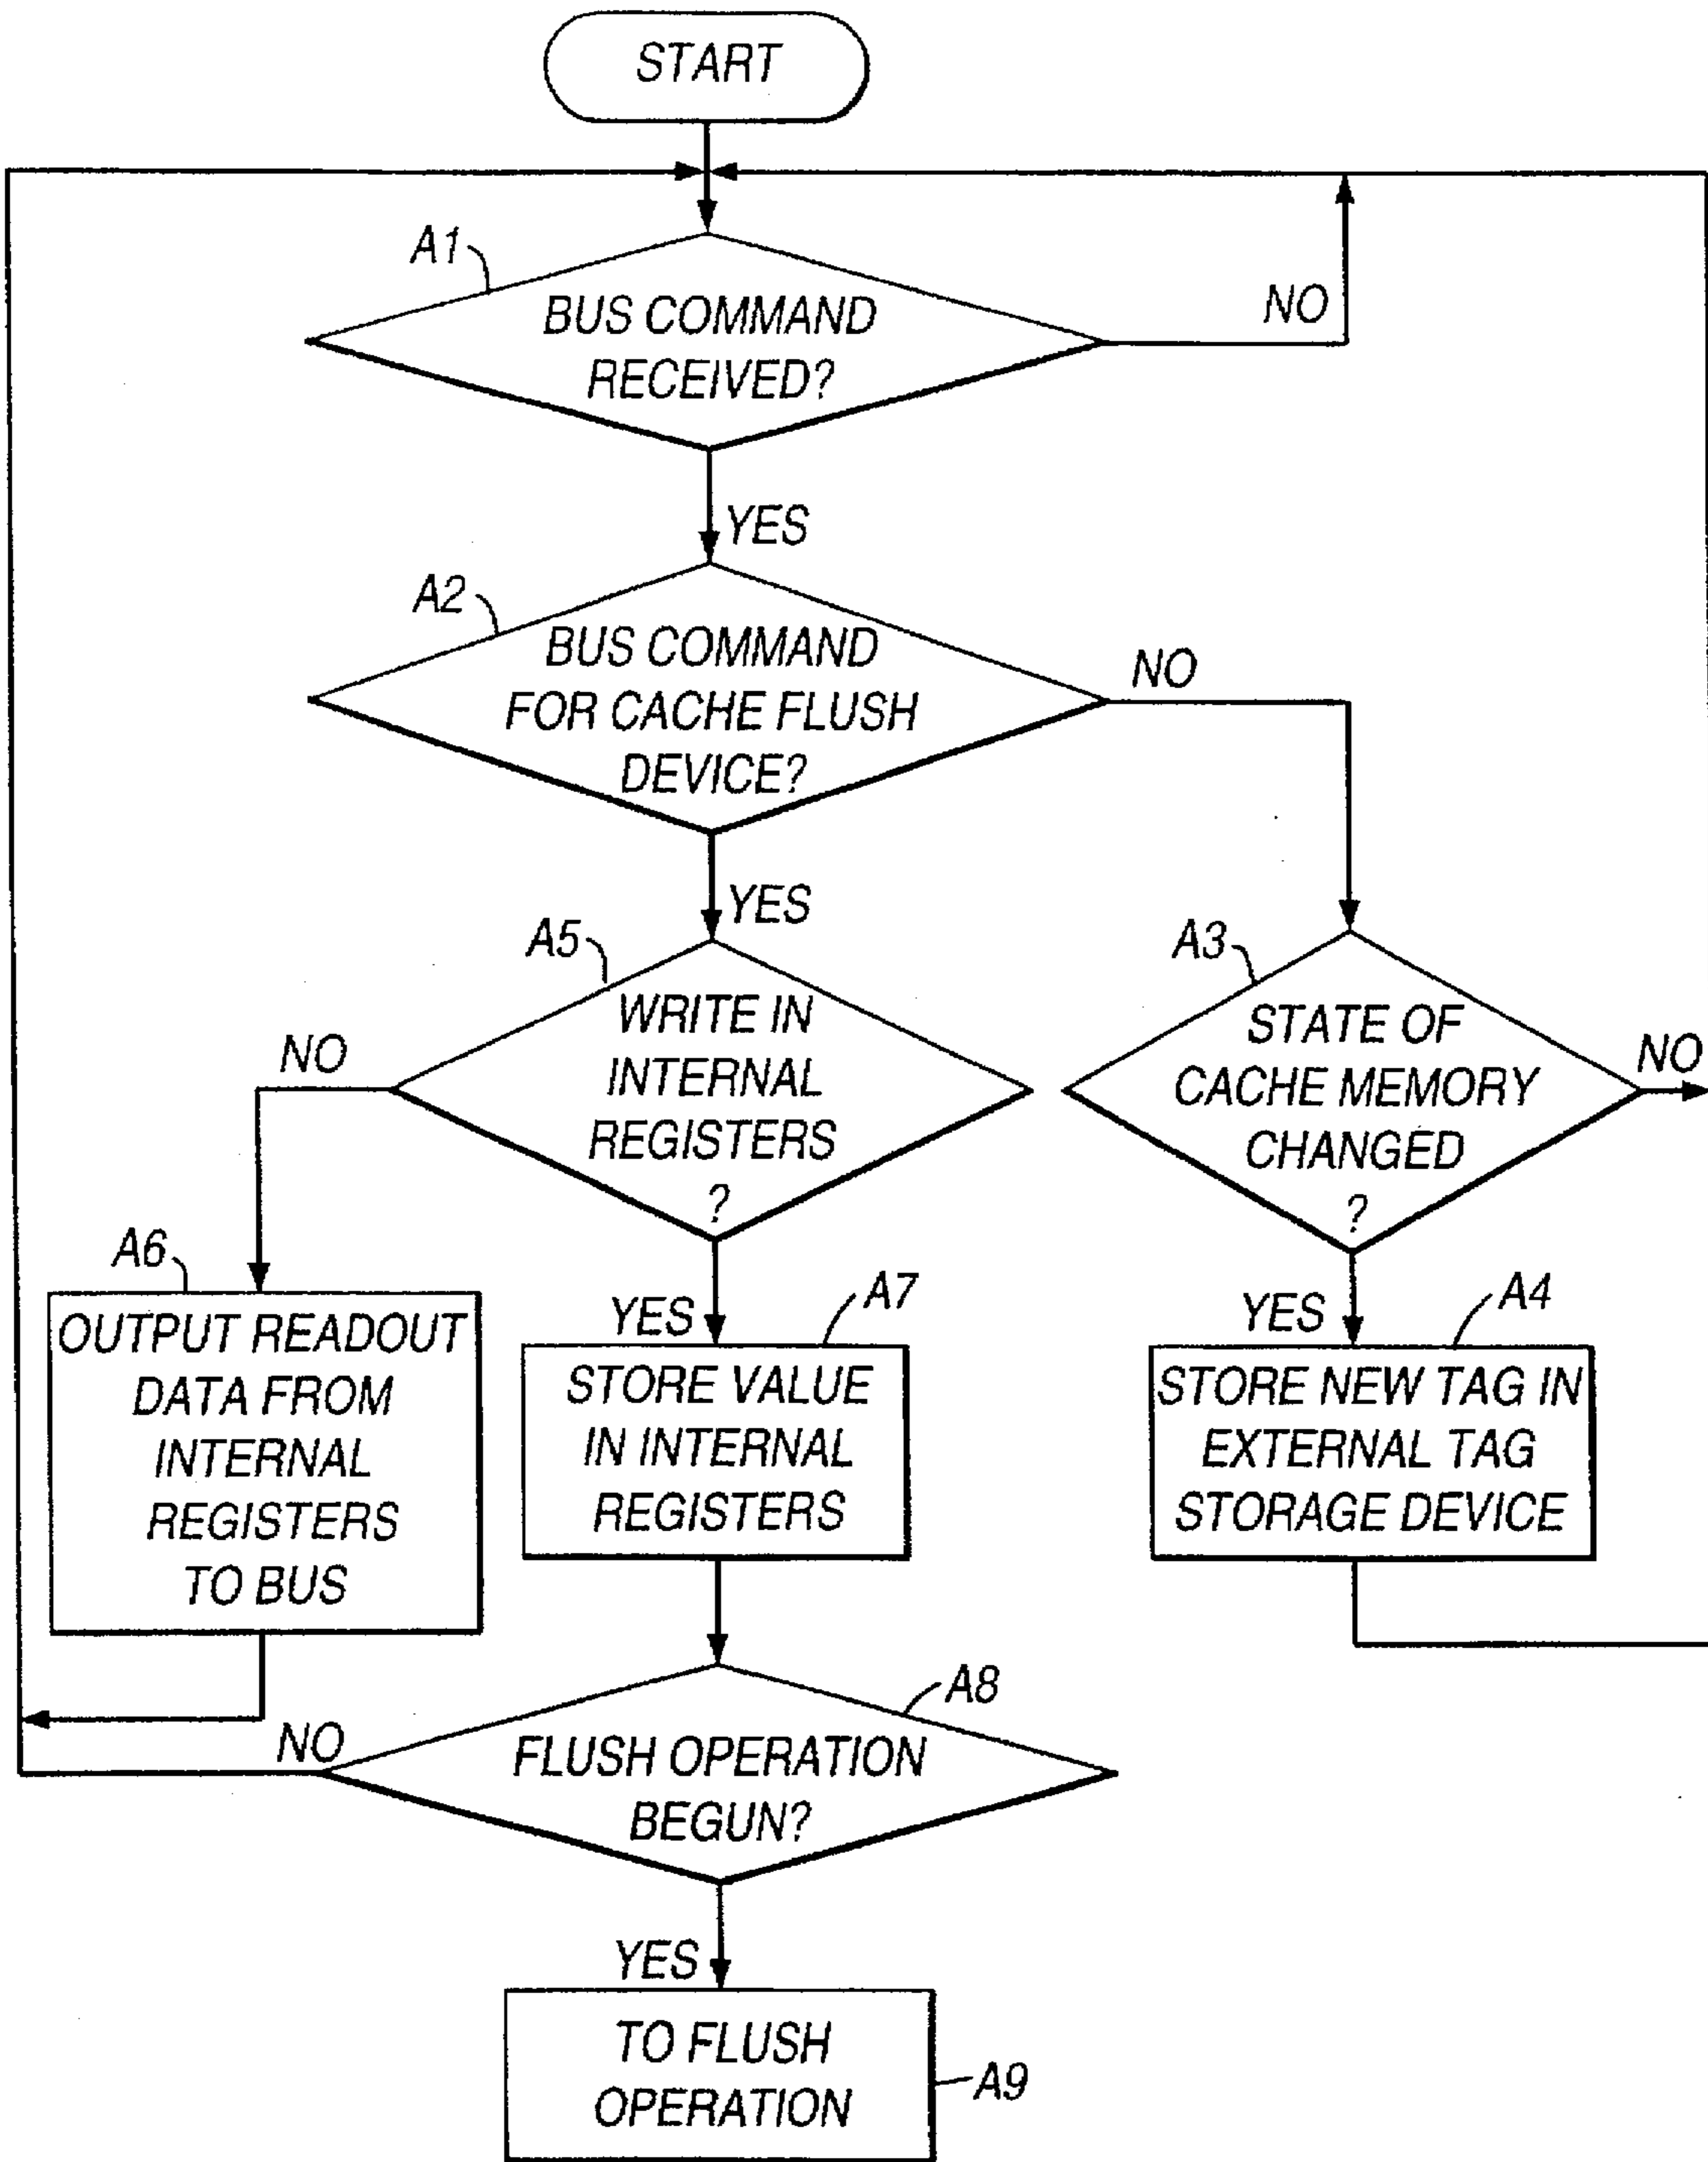 START
A1
BUS COMMAND
RECEIVED?
NO
YES
A2
BUS COMMAND
FOR CACHE FLUSH
DEVICE?
NO
YES
A5
WRITE IN
INTERNAL
REGISTERS
?
NO
A3
STATE OF
CACHE MEMORY
CHANGED
?
NO
A6
OUTPUT READOUT
DATA FROM
INTERNAL
REGISTERS
TO BUS
YES
A7
STORE VALUE
IN INTERNAL
REGISTERS
YES
A4
STORE NEW TAG IN
EXTERNAL TAG
STORAGE DEVICE
A8
FLUSH OPERATION
BEGUN?
NO
YES
TO FLUSH
OPERATION
A9